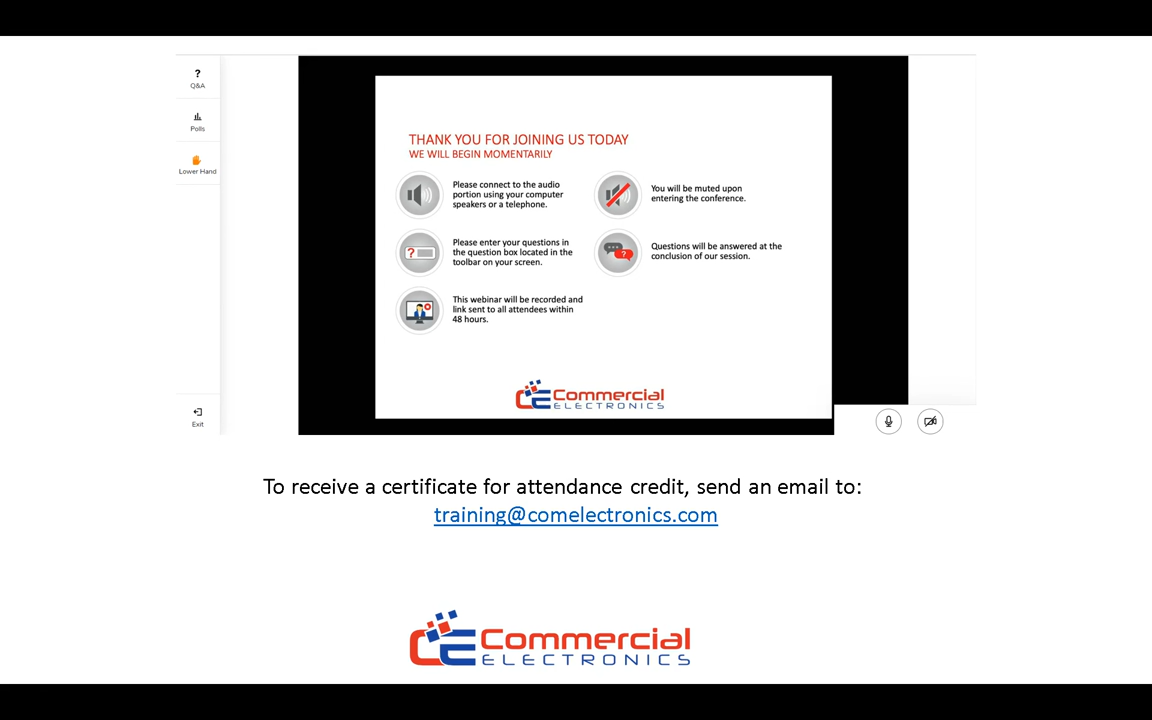 ?
Q&A
Polls
Lower Hand
Exit
THANK YOU FOR JOINING US TODAY
WE WILL BEGIN MOMENTARILY
Please connect to the audio
portion using your computer
speakers or a telephone.
You will be muted upon
entering the conference.
?
Please enter your questions in
the question box located in the
toolbar on your screen.
?
Questions will be answered at the
conclusion of our session.
This webinar will be recorded and
link sent to all attendees within
48 hours.
CE Commercial
ELECTRONICS
To receive a certificate for attendance credit, send an email to:
training@comelectronics.com
CE Commercial
ELECTRONICS